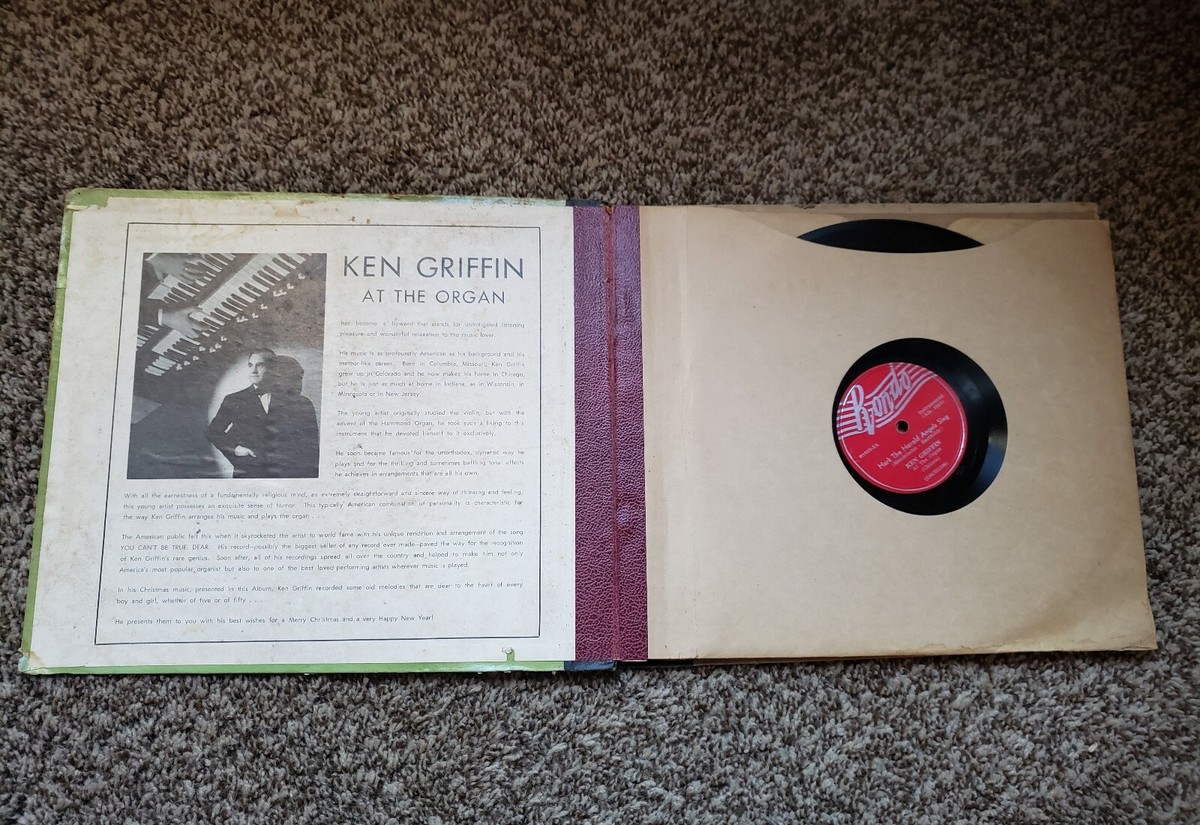 KEN GRIFFIN
AT THE ORGAN
has become a byword that stands for unmitigated listening
pleasure and wonderful relaxation to the music lover.
His music is as profoundly American as his background and his
meteor-like career. Born in Columbia, Missouri, Ken Griffin
grew up in Colorado and he now makes his home in Chicago,
but he is just as much at home in Indiana, as in Wisconsin, in
Minnesota or in New Jersey.
The young artist originally studied the violin, but with the
advent of the Hammond Organ, he took such a liking to this
instrument that he devoted himself to it exclusively.
He soon became famous for the unorthodox, dynamic way he
plays and for the thrilling and sometimes baffling tonal effects
he achieves in arrangements that are all his own.
With all the earnestness of a fundamentally religious mind, an extremely straightforward and sincere way of thinking and feeling,
this young artist possesses an exquisite sense of humor. This typically American combination of personality is characteristic for
the way Ken Griffin arranges his music and plays the organ . . .
The American public felt this when it skyrocketed the artist to world fame with his unique rendition and arrangement of the song
YOU CAN'T BE TRUE, DEAR. His record—possibly the biggest seller of any record ever made—paved the way for the recognition
of Ken Griffin's rare genius. Soon after, all of his recordings spread all over the country and helped to make him not only
America's most popular organist but also to one of the best loved performing artists wherever music is played.
In his Christmas music, presented in this Album, Ken Griffin recorded some old melodies that are dear to the heart of every
boy and girl, whether of five or of fifty . . .
He presents them to you with his best wishes for a Merry Christmas and a very Happy New Year!
Rondo
Hark The Herald Angels Sing
KEN GRIFFIN
At The Organ